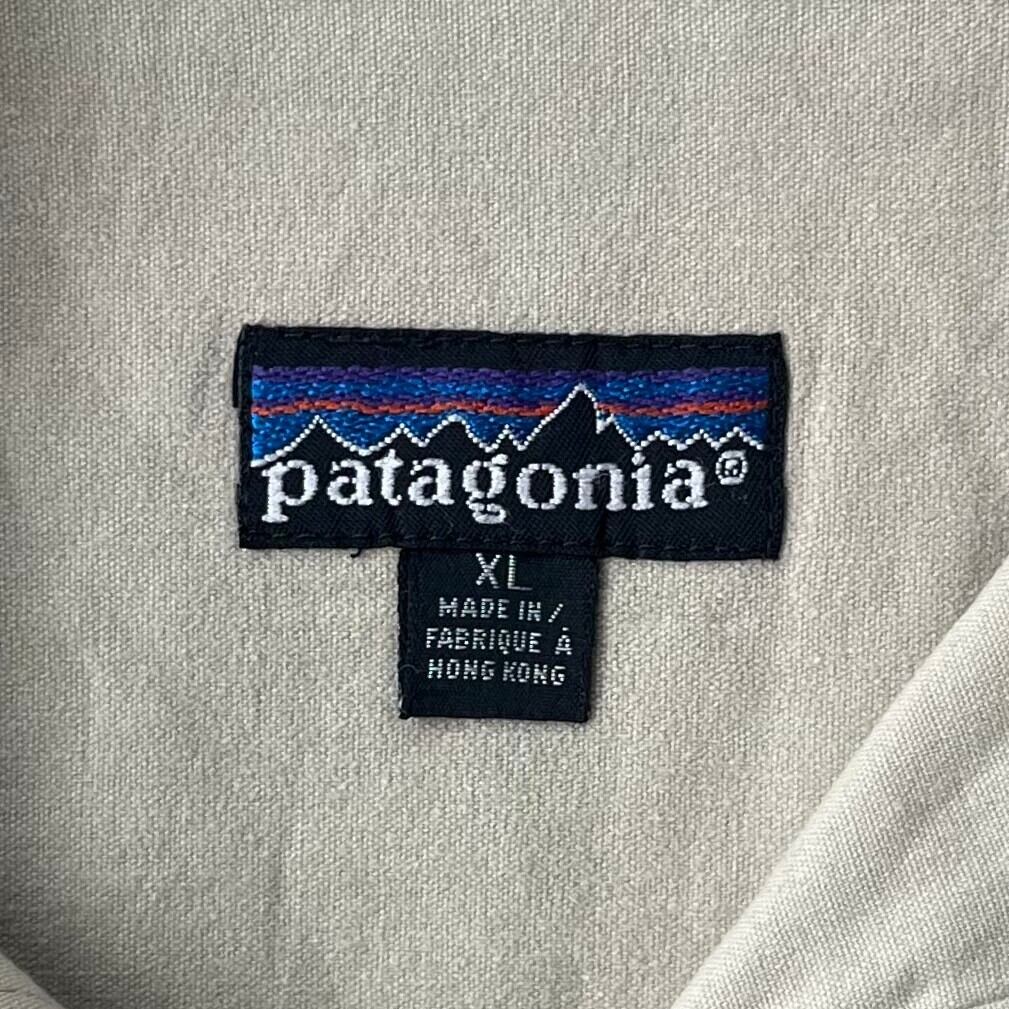 patagonia®
XL
MADE IN/
FABRIQUE À
HONG KONG